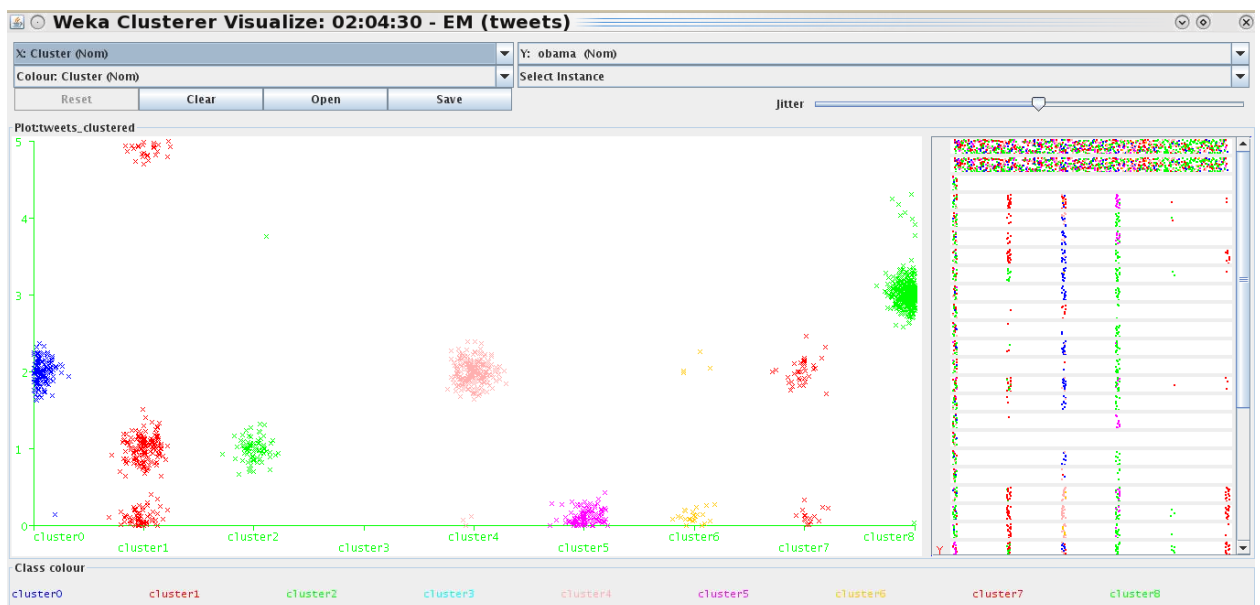 Weka Clusterer Visualize: 02:04:30 - EM (tweets)
X: Cluster (Nom) Y: obama (Nom)
Colour: Cluster (Nom) Select Instance
Reset Clear Open Save Jitter
Plot:tweets_clustered
5
4
3
2
1
0
cluster0 cluster1 cluster2 cluster3 cluster4 cluster5 cluster6 cluster7 cluster8
Y
Class colour
cluster0 cluster1 cluster2 cluster3 cluster4 cluster5 cluster6 cluster7 cluster8